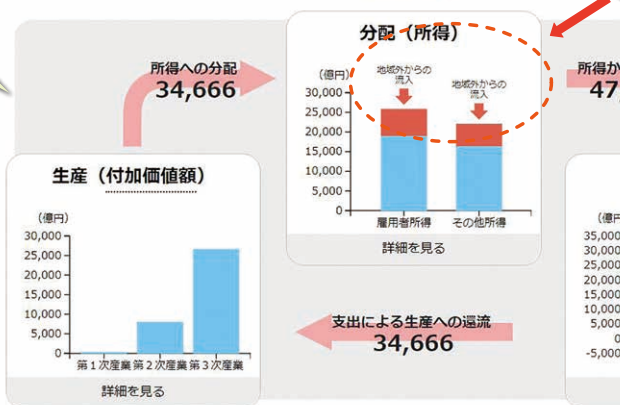 分配（所得）
（億円）
地域外からの
流入
地域外からの
流入
30,000
25,000
20,000
15,000
10,000
5,000
0
雇用者所得 その他所得
詳細を見る
所得への分配
34,666
所得か
47,
生産（付加価値額）
（億円）
30,000
25,000
20,000
15,000
10,000
5,000
0
第１次産業 第２次産業 第３次産業
詳細を見る
支出による生産への還流
34,666
（億円
35,000
30,000
25,000
20,000
15,000
10,000
5,000
0
-5,000